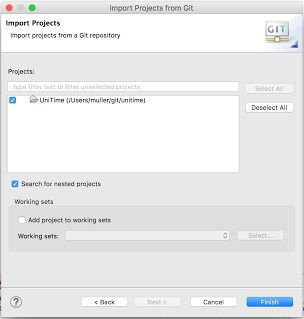 Import Projects from Git
Import Projects
Import projects from a Git repository
GIT
Projects:
type filter text to filter unselected projects
Select All
UniTime (/Users/muller/git/unitime)
Deselect All
Search for nested projects
Working sets
Add project to working sets
Working sets:
Select...
?
< Back
Next >
Cancel
Finish